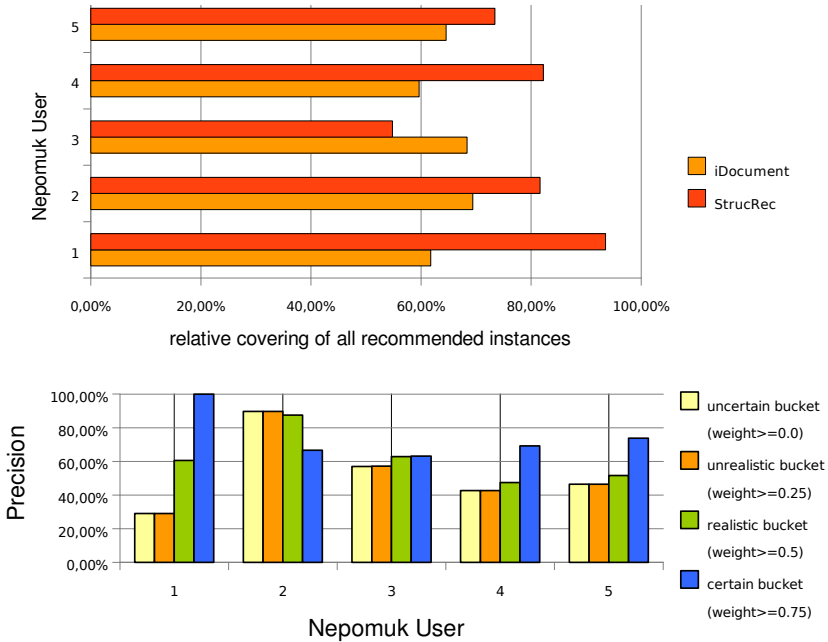 5
4
3
2
1
Nepomuk User
0,00%
20,00%
40,00%
60,00%
80,00%
100,00%
relative covering of all recommended instances
iDocument
StrucRec
100,00%
80,00%
60,00%
40,00%
20,00%
0,00%
Precision
1
2
3
4
5
Nepomuk User
uncertain bucket
(weight>=0.0)
unrealistic bucket
(weight>=0.25)
realistic bucket
(weight>=0.5)
certain bucket
(weight>=0.75)